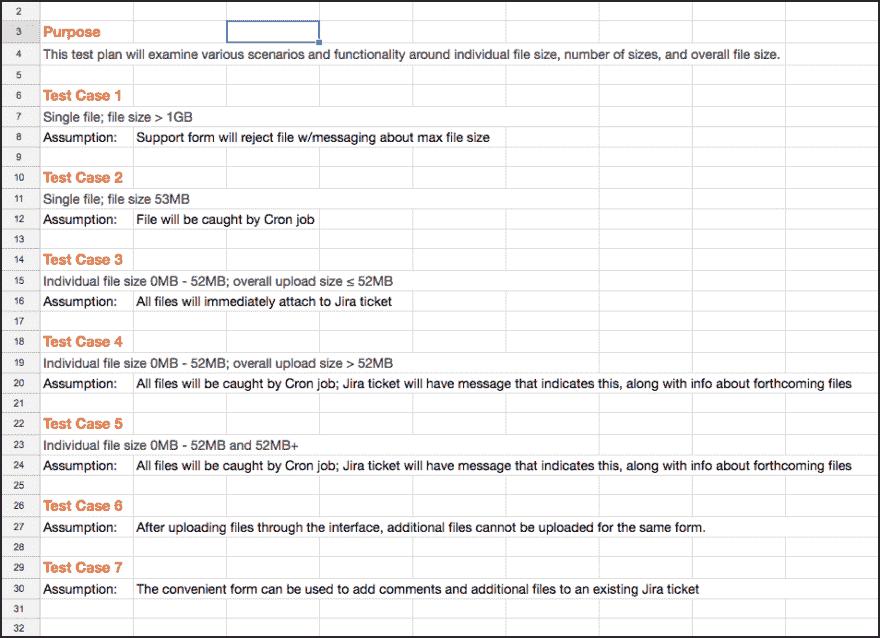 2
3 Purpose
4 This test plan will examine various scenarios and functionality around individual file size, number of sizes, and overall file size.
5
6 Test Case 1
7 Single file; file size > 1GB
8 Assumption: Support form will reject file w/messaging about max file size
9
10 Test Case 2
11 Single file; file size 53MB
12 Assumption: File will be caught by Cron job
13
14 Test Case 3
15 Individual file size 0MB - 52MB; overall upload size ≤ 52MB
16 Assumption: All files will immediately attach to Jira ticket
17
18 Test Case 4
19 Individual file size 0MB - 52MB; overall upload size > 52MB
20 Assumption: All files will be caught by Cron job; Jira ticket will have message that indicates this, along with info about forthcoming files
21
22 Test Case 5
23 Individual file size 0MB - 52MB and 52MB+
24 Assumption: All files will be caught by Cron job; Jira ticket will have message that indicates this, along with info about forthcoming files
25
26 Test Case 6
27 Assumption: After uploading files through the interface, additional files cannot be uploaded for the same form.
28
29 Test Case 7
30 Assumption: The convenient form can be used to add comments and additional files to an existing Jira ticket
31
32